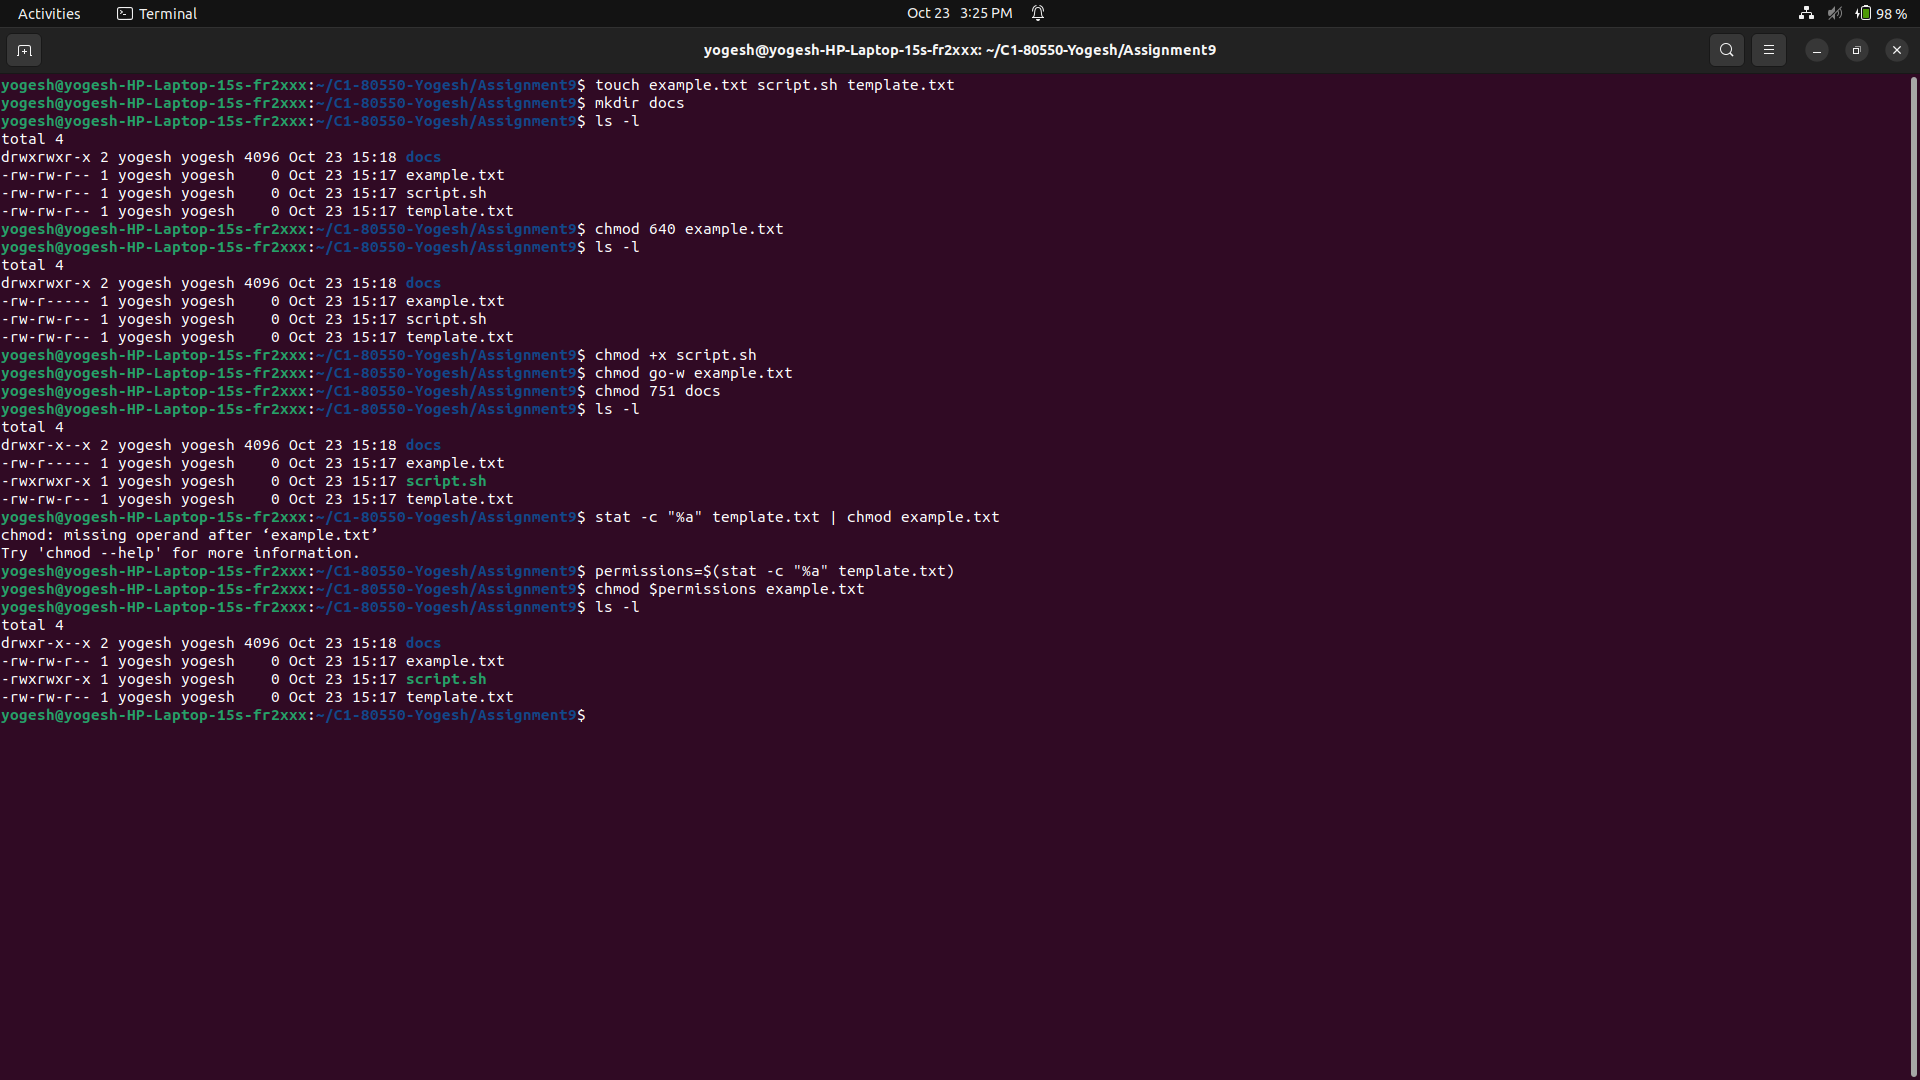 Activities Terminal Oct 23 3:25 PM 98 %
yogesh@yogesh-HP-Laptop-15s-fr2xxx: ~/C1-80550-Yogesh/Assignment9
yogesh@yogesh-HP-Laptop-15s-fr2xxx:~/C1-80550-Yogesh/Assignment9$ touch example.txt script.sh template.txt
yogesh@yogesh-HP-Laptop-15s-fr2xxx:~/C1-80550-Yogesh/Assignment9$ mkdir docs
yogesh@yogesh-HP-Laptop-15s-fr2xxx:~/C1-80550-Yogesh/Assignment9$ ls -l
total 4
drwxrwxr-x 2 yogesh yogesh 4096 Oct 23 15:18 docs
-rw-rw-r-- 1 yogesh yogesh    0 Oct 23 15:17 example.txt
-rw-rw-r-- 1 yogesh yogesh    0 Oct 23 15:17 script.sh
-rw-rw-r-- 1 yogesh yogesh    0 Oct 23 15:17 template.txt
yogesh@yogesh-HP-Laptop-15s-fr2xxx:~/C1-80550-Yogesh/Assignment9$ chmod 640 example.txt
yogesh@yogesh-HP-Laptop-15s-fr2xxx:~/C1-80550-Yogesh/Assignment9$ ls -l
total 4
drwxrwxr-x 2 yogesh yogesh 4096 Oct 23 15:18 docs
-rw-r----- 1 yogesh yogesh    0 Oct 23 15:17 example.txt
-rw-rw-r-- 1 yogesh yogesh    0 Oct 23 15:17 script.sh
-rw-rw-r-- 1 yogesh yogesh    0 Oct 23 15:17 template.txt
yogesh@yogesh-HP-Laptop-15s-fr2xxx:~/C1-80550-Yogesh/Assignment9$ chmod +x script.sh
yogesh@yogesh-HP-Laptop-15s-fr2xxx:~/C1-80550-Yogesh/Assignment9$ chmod go-w example.txt
yogesh@yogesh-HP-Laptop-15s-fr2xxx:~/C1-80550-Yogesh/Assignment9$ chmod 751 docs
yogesh@yogesh-HP-Laptop-15s-fr2xxx:~/C1-80550-Yogesh/Assignment9$ ls -l
total 4
drwxr-x--x 2 yogesh yogesh 4096 Oct 23 15:18 docs
-rw-r----- 1 yogesh yogesh    0 Oct 23 15:17 example.txt
-rwxrwxr-x 1 yogesh yogesh    0 Oct 23 15:17 script.sh
-rw-rw-r-- 1 yogesh yogesh    0 Oct 23 15:17 template.txt
yogesh@yogesh-HP-Laptop-15s-fr2xxx:~/C1-80550-Yogesh/Assignment9$ stat -c "%a" template.txt | chmod example.txt
chmod: missing operand after ‘example.txt’
Try 'chmod --help' for more information.
yogesh@yogesh-HP-Laptop-15s-fr2xxx:~/C1-80550-Yogesh/Assignment9$ permissions=$(stat -c "%a" template.txt)
yogesh@yogesh-HP-Laptop-15s-fr2xxx:~/C1-80550-Yogesh/Assignment9$ chmod $permissions example.txt
yogesh@yogesh-HP-Laptop-15s-fr2xxx:~/C1-80550-Yogesh/Assignment9$ ls -l
total 4
drwxr-x--x 2 yogesh yogesh 4096 Oct 23 15:18 docs
-rw-rw-r-- 1 yogesh yogesh    0 Oct 23 15:17 example.txt
-rwxrwxr-x 1 yogesh yogesh    0 Oct 23 15:17 script.sh
-rw-rw-r-- 1 yogesh yogesh    0 Oct 23 15:17 template.txt
yogesh@yogesh-HP-Laptop-15s-fr2xxx:~/C1-80550-Yogesh/Assignment9$